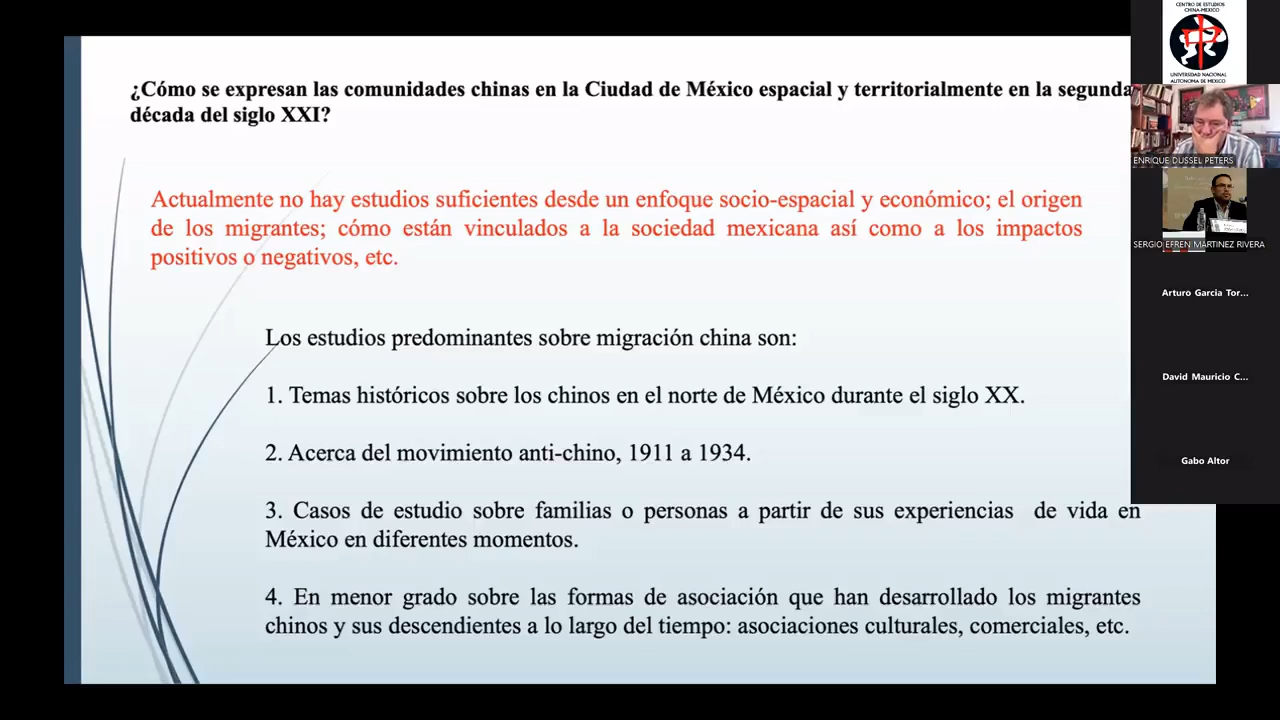 ¿Cómo se expresan las comunidades chinas en la Ciudad de México espacial y territorialmente en la segunda
década del siglo XXI?
Actualmente no hay estudios suficientes desde un enfoque socio-espacial y económico; el origen
de los migrantes; cómo están vinculados a la sociedad mexicana así como a los impactos
positivos o negativos, etc.
Los estudios predominantes sobre migración china son:
1. Temas históricos sobre los chinos en el norte de México durante el siglo XX.
2. Acerca del movimiento anti-chino, 1911 a 1934.
3. Casos de estudio sobre familias o personas a partir de sus experiencias de vida en
México en diferentes momentos.
4. En menor grado sobre las formas de asociación que han desarrollado los migrantes
chinos y sus descendientes a lo largo del tiempo: asociaciones culturales, comerciales, etc.
CENTRO DE ESTUDIOS
CHINA-MEXICO
UNIVERSIDAD NACIONAL
AUTONOMA DE MEXICO
ENRIQUE DUSSEL PETERS
SERGIO EFREN MARTINEZ RIVERA
Arturo Garcia Tor...
David Mauricio C...
Gabo Altor